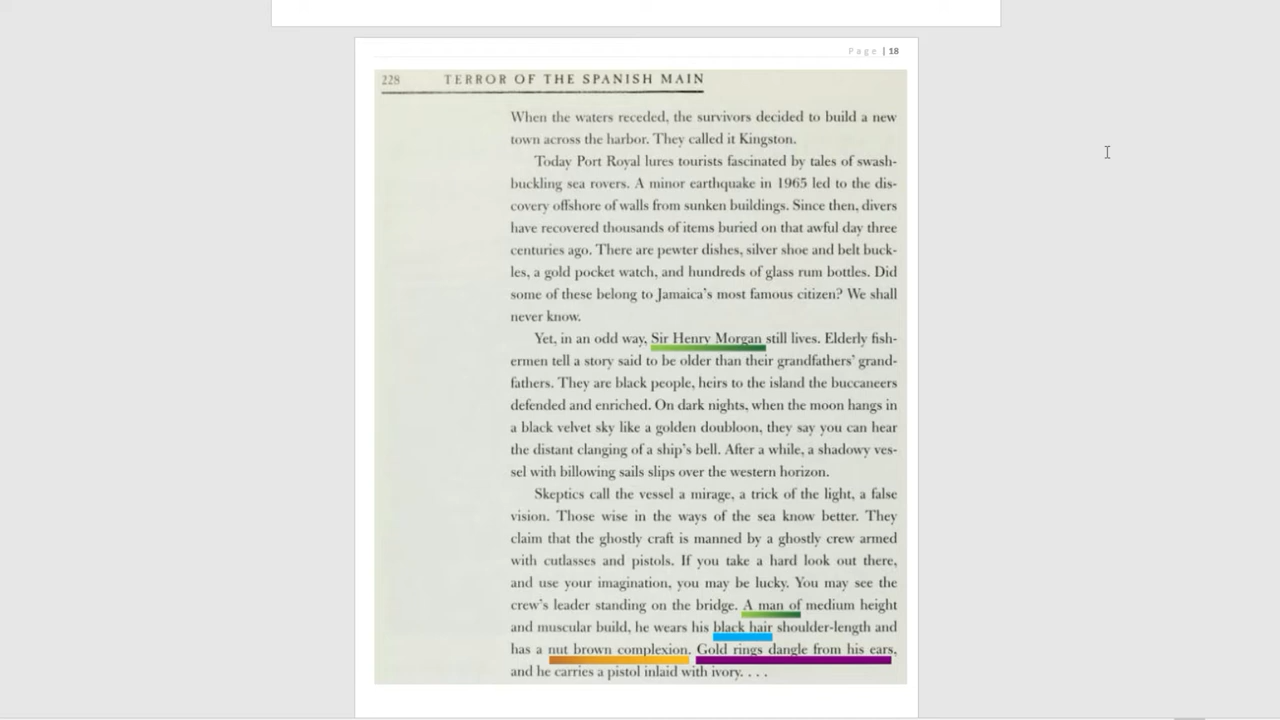 Page | 18
228 TERROR OF THE SPANISH MAIN
When the waters receded, the survivors decided to build a new
town across the harbor. They called it Kingston.
Today Port Royal lures tourists fascinated by tales of swash-
buckling sea rovers. A minor earthquake in 1965 led to the dis-
covery offshore of walls from sunken buildings. Since then, divers
have recovered thousands of items buried on that awful day three
centuries ago. There are pewter dishes, silver shoe and belt buck-
les, a gold pocket watch, and hundreds of glass rum bottles. Did
some of these belong to Jamaica's most famous citizen? We shall
never know.
Yet, in an odd way, Sir Henry Morgan still lives. Elderly fish-
ermen tell a story said to be older than their grandfathers' grand-
fathers. They are black people, heirs to the island the buccaneers
defended and enriched. On dark nights, when the moon hangs in
a black velvet sky like a golden doubloon, they say you can hear
the distant clanging of a ship's bell. After a while, a shadowy ves-
sel with billowing sails slips over the western horizon.
Skeptics call the vessel a mirage, a trick of the light, a false
vision. Those wise in the ways of the sea know better. They
claim that the ghostly craft is manned by a ghostly crew armed
with cutlasses and pistols. If you take a hard look out there,
and use your imagination, you may be lucky. You may see the
crew's leader standing on the bridge. A man of medium height
and muscular build, he wears his black hair shoulder-length and
has a nut brown complexion. Gold rings dangle from his ears,
and he carries a pistol inlaid with ivory. . . .